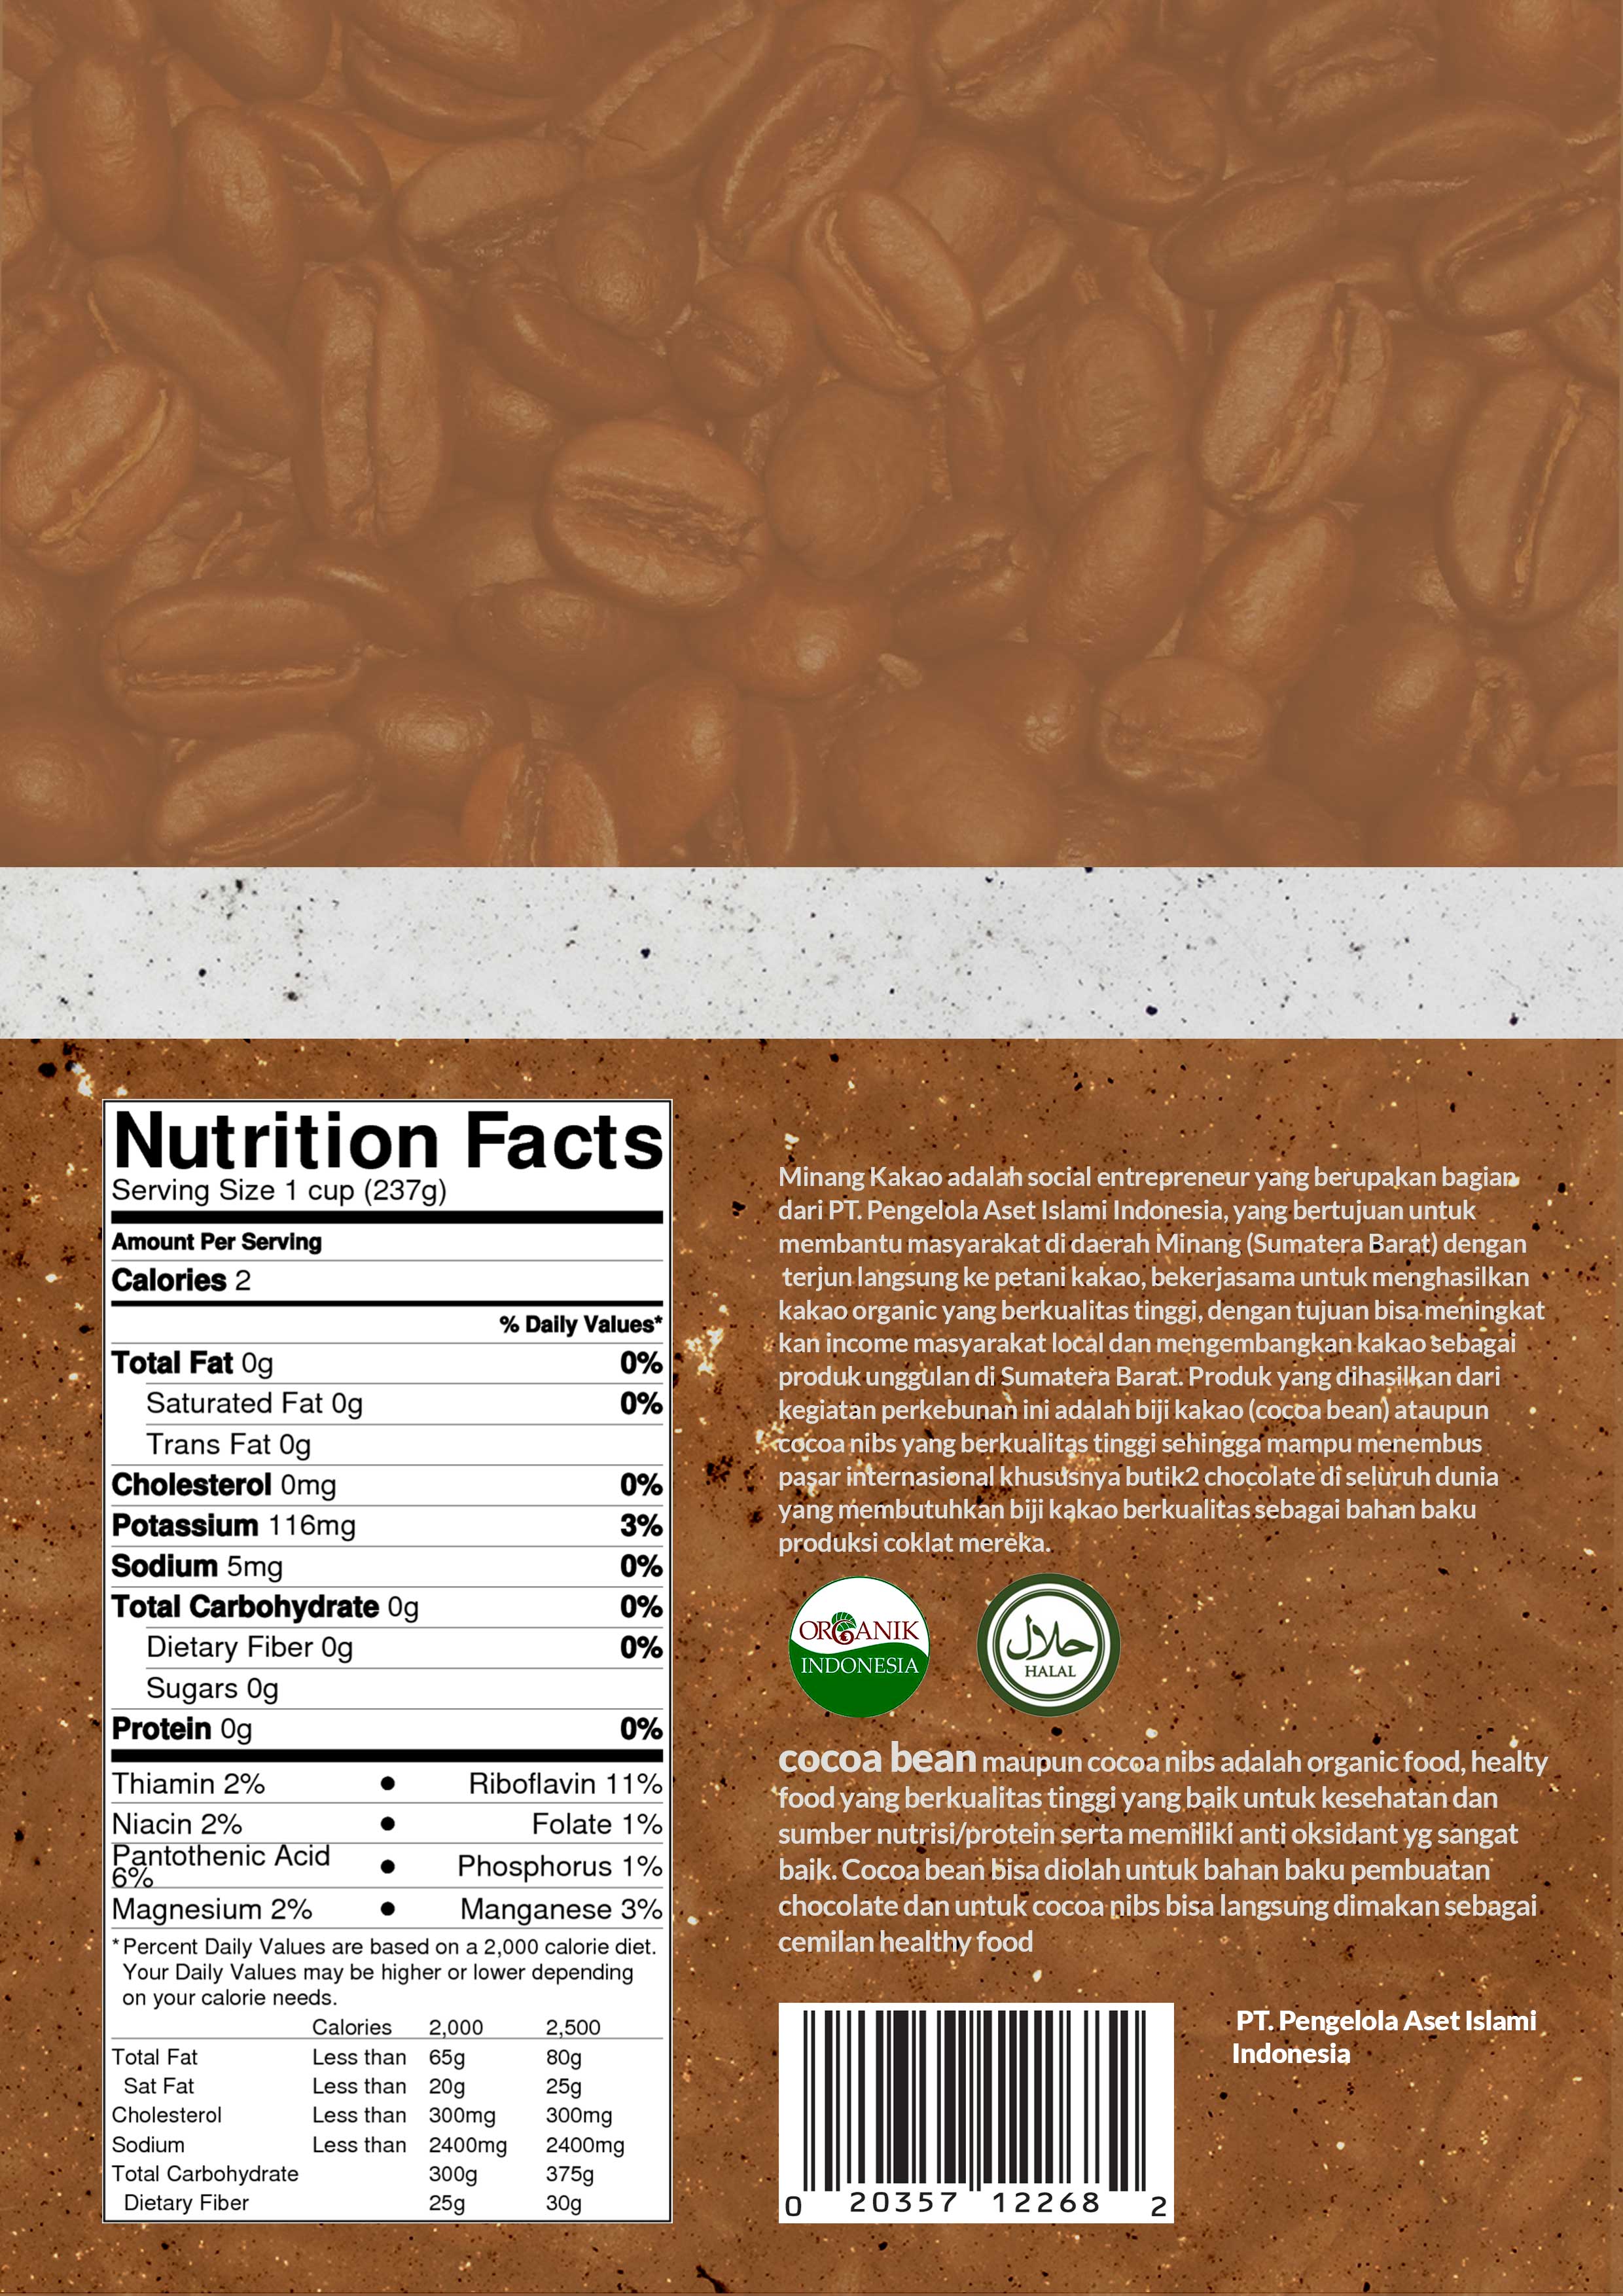 Nutrition Facts
Serving Size 1 cup (237g)
Amount Per Serving
Calories 2
% Daily Values*
Total Fat 0g 0%
Saturated Fat 0g 0%
Trans Fat 0g
Cholesterol 0mg 0%
Potassium 116mg 3%
Sodium 5mg 0%
Total Carbohydrate 0g 0%
Dietary Fiber 0g 0%
Sugars 0g
Protein 0g 0%
Thiamin 2% ● Riboflavin 11%
Niacin 2% ● Folate 1%
Pantothenic Acid
6% ● Phosphorus 1%
Magnesium 2% ● Manganese 3%
*Percent Daily Values are based on a 2,000 calorie diet.
Your Daily Values may be higher or lower depending
on your calorie needs.
Calories 2,000 2,500
Total Fat Less than 65g 80g
Sat Fat Less than 20g 25g
Cholesterol Less than 300mg 300mg
Sodium Less than 2400mg 2400mg
Total Carbohydrate 300g 375g
Dietary Fiber 25g 30g
Minang Kakao adalah social entrepreneur yang berupakan bagian
dari PT. Pengelola Aset Islami Indonesia, yang bertujuan untuk
membantu masyarakat di daerah Minang (Sumatera Barat) dengan
terjun langsung ke petani kakao, bekerjasama untuk menghasilkan
kakao organic yang berkualitas tinggi, dengan tujuan bisa meningkat
kan income masyarakat local dan mengembangkan kakao sebagai
produk unggulan di Sumatera Barat. Produk yang dihasilkan dari
kegiatan perkebunan ini adalah biji kakao (cocoa bean) ataupun
cocoa nibs yang berkualitas tinggi sehingga mampu menembus
pasar internasional khususnya butik2 chocolate di seluruh dunia
yang membutuhkan biji kakao berkualitas sebagai bahan baku
produksi coklat mereka.
ORGANIK
INDONESIA
حلال
HALAL
cocoa bean maupun cocoa nibs adalah organic food, healty
food yang berkualitas tinggi yang baik untuk kesehatan dan
sumber nutrisi/protein serta memiliki anti oksidant yg sangat
baik. Cocoa bean bisa diolah untuk bahan baku pembuatan
chocolate dan untuk cocoa nibs bisa langsung dimakan sebagai
cemilan healthy food
0 20357 12268 2
PT. Pengelola Aset Islami
Indonesia